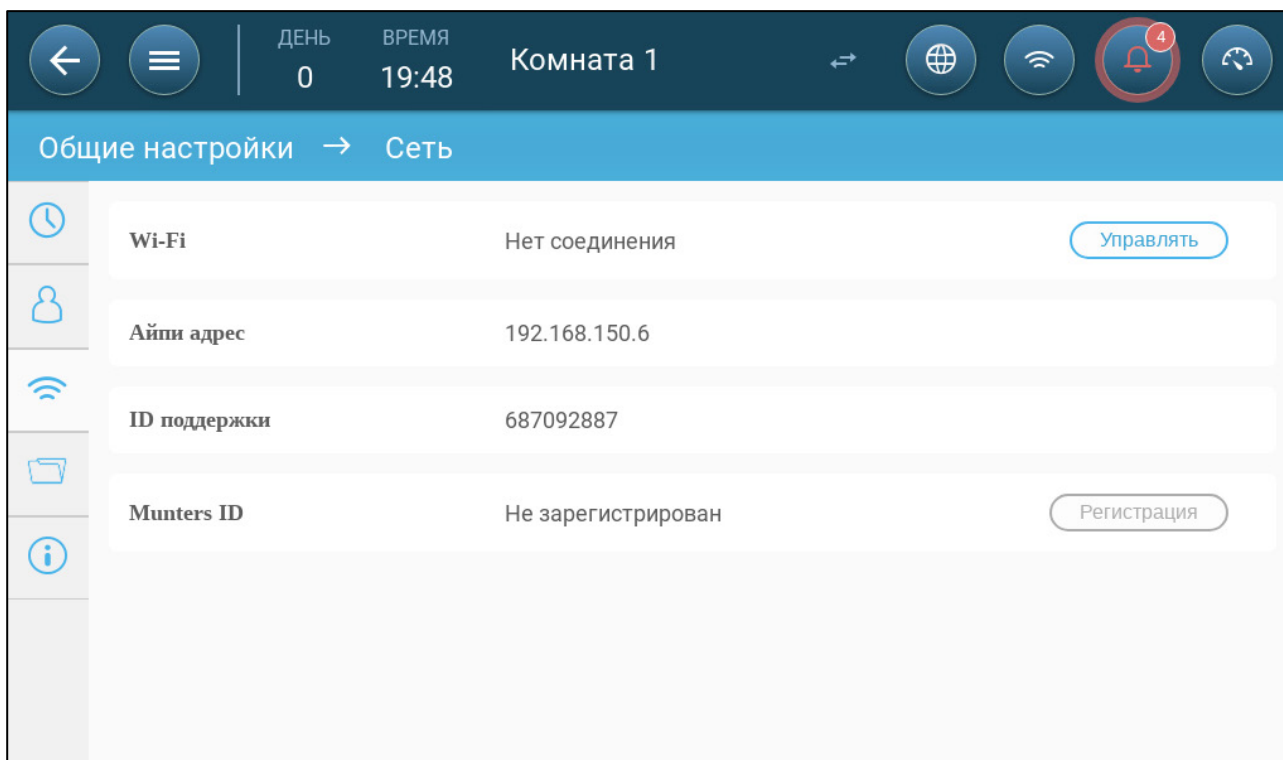 ДЕНЬ ВРЕМЯ
0 19:48 Комната 1 4
Общие настройки → Сеть
Wi-Fi Нет соединения Управлять
Айпи адрес 192.168.150.6
ID поддержки 687092887
Munters ID Не зарегистрирован Регистрация